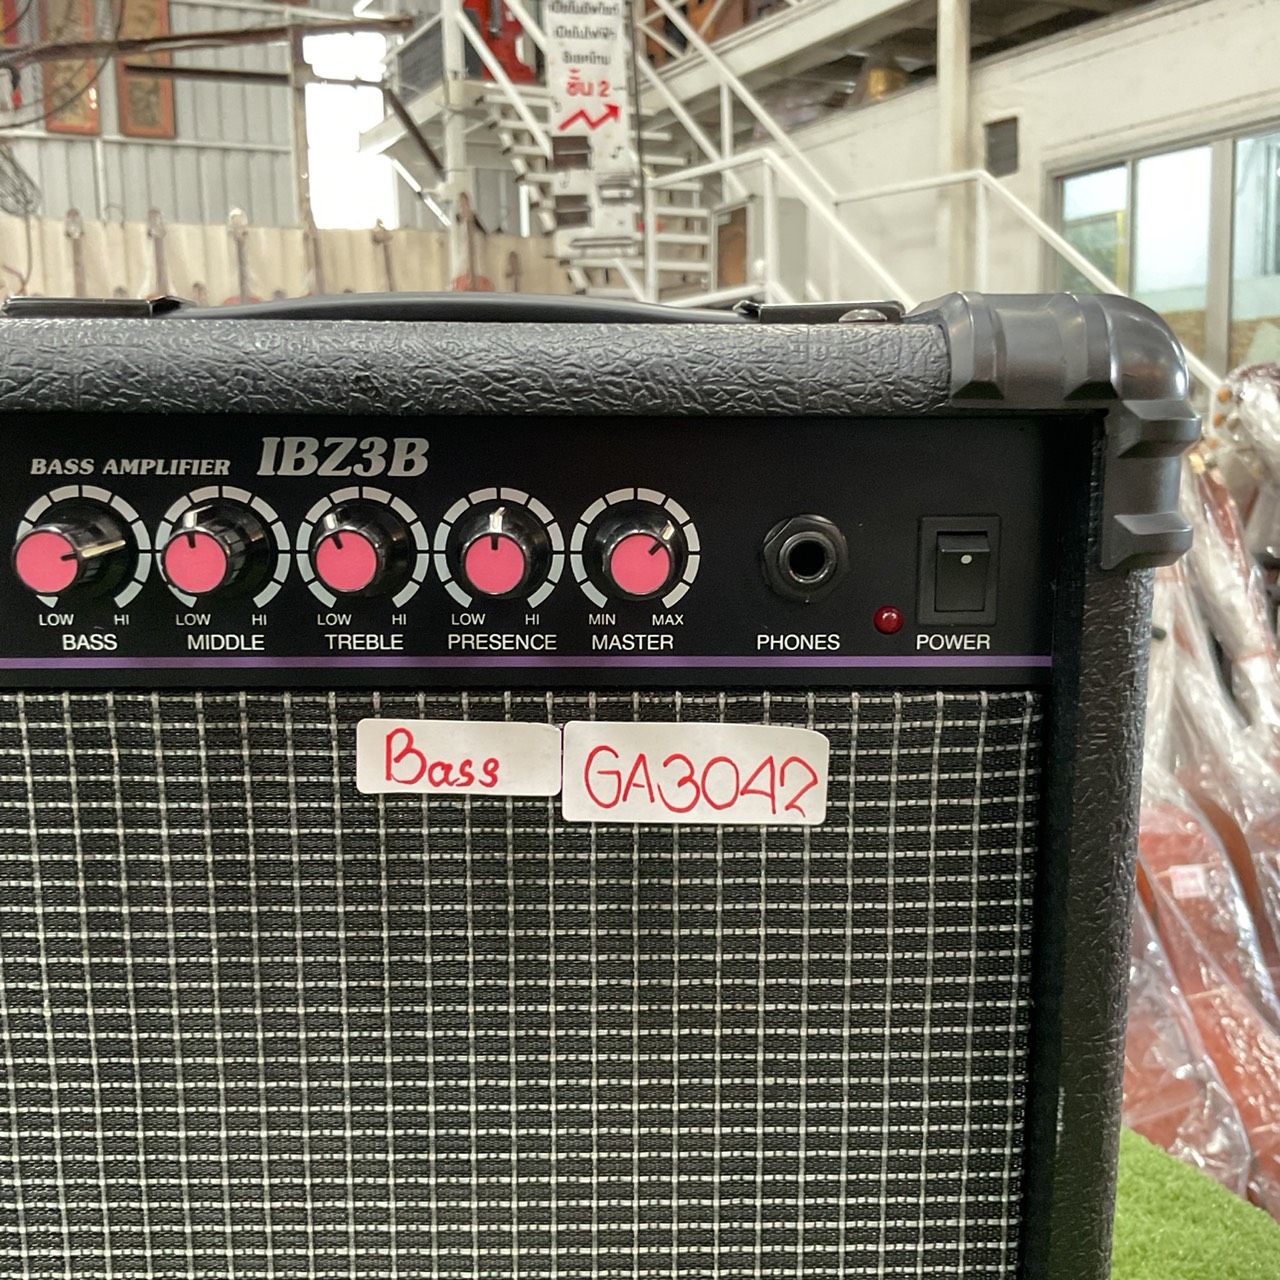 ชั้น 2
BASS AMPLIFIER IBZ3B
LOW HI LOW HI LOW HI LOW HI MIN MAX
BASS MIDDLE TREBLE PRESENCE MASTER PHONES POWER
Bass GA3042